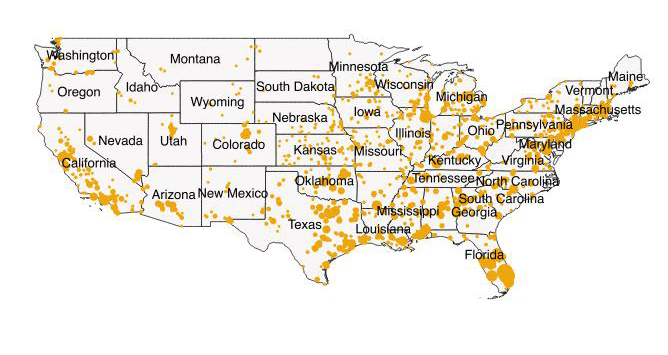 Washington
Montana
Minnesota
Maine
Oregon
Idaho
South Dakota
Wisconsin
Vermont
Wyoming
Michigan
Massachusetts
Nebraska
Iowa
Nevada
Utah
Colorado
Illinois
Ohio
Pennsylvania
California
Kansas
Missouri
Kentucky
Virginia
Maryland
Arizona
New Mexico
Oklahoma
Tennessee
North Carolina
South Carolina
Texas
Mississippi
Georgia
Louisiana
Florida